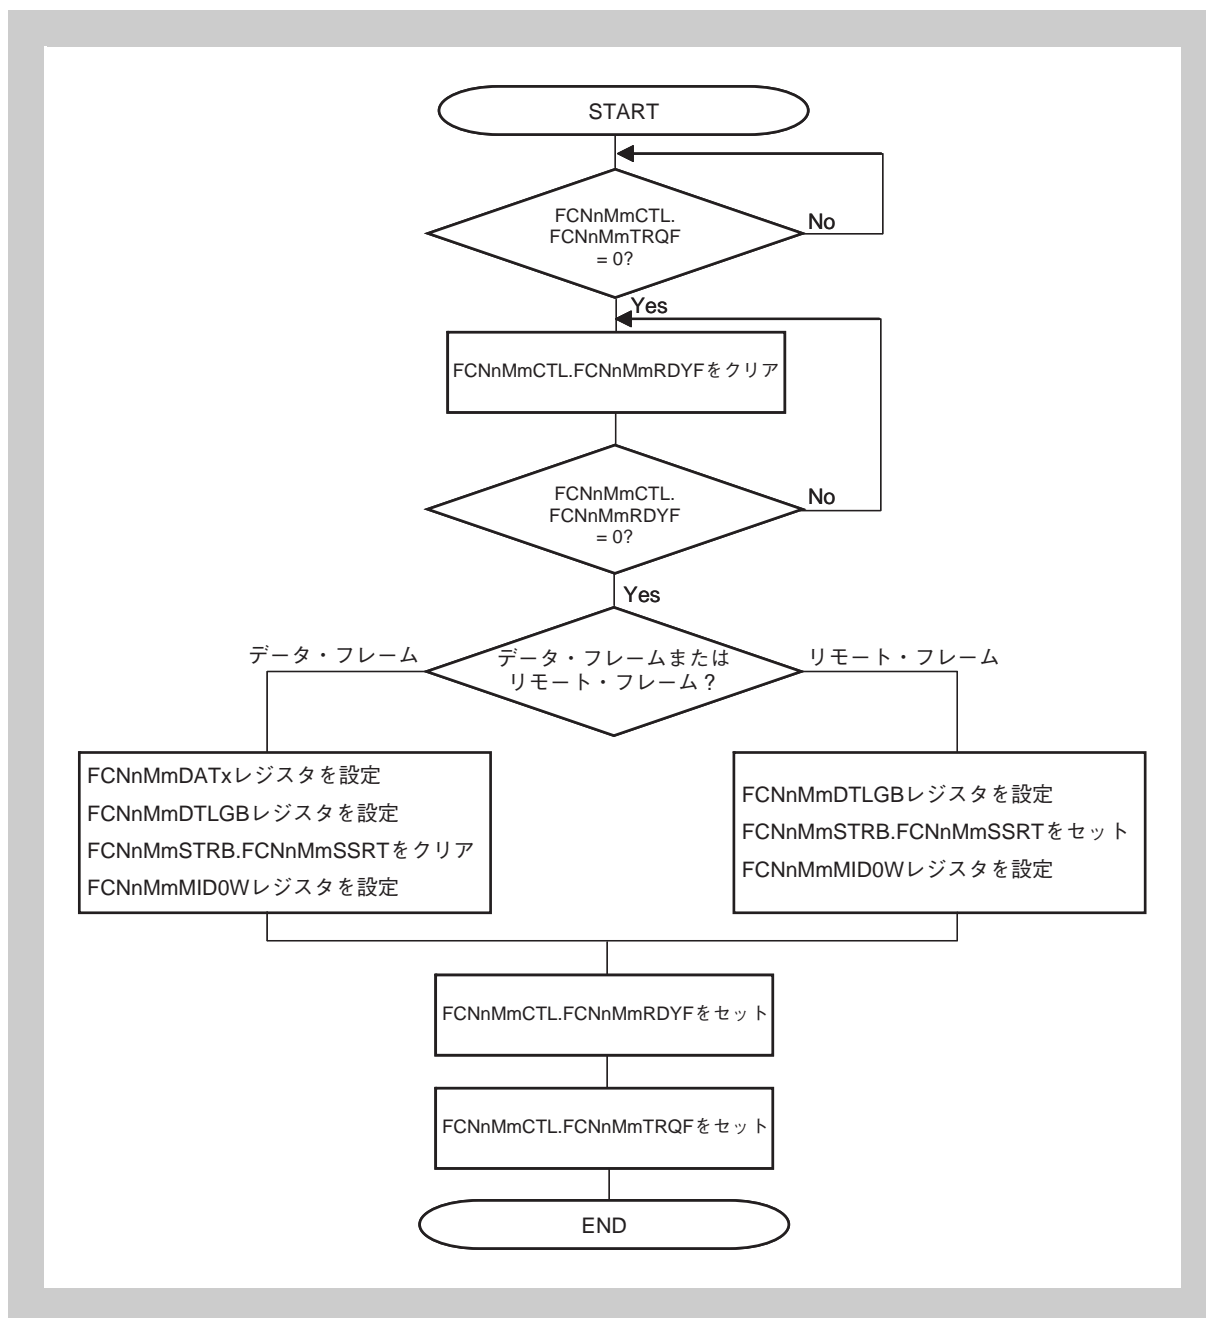 START
FCNnMmCTL.
FCNnMmTRQF
= 0?
No
Yes
FCNnMmCTL.FCNnMmRDYFをクリア
FCNnMmCTL.
FCNnMmRDYF
= 0?
No
Yes
データ・フレーム
データ・フレームまたは
リモート・フレーム？
リモート・フレーム
FCNnMmDATxレジスタを設定
FCNnMmDTLGBレジスタを設定
FCNnMmSTRB.FCNnMmSSRTをクリア
FCNnMmMID0Wレジスタを設定
FCNnMmDTLGBレジスタを設定
FCNnMmSTRB.FCNnMmSSRTをセット
FCNnMmMID0Wレジスタを設定
FCNnMmCTL.FCNnMmRDYFをセット
FCNnMmCTL.FCNnMmTRQFをセット
END